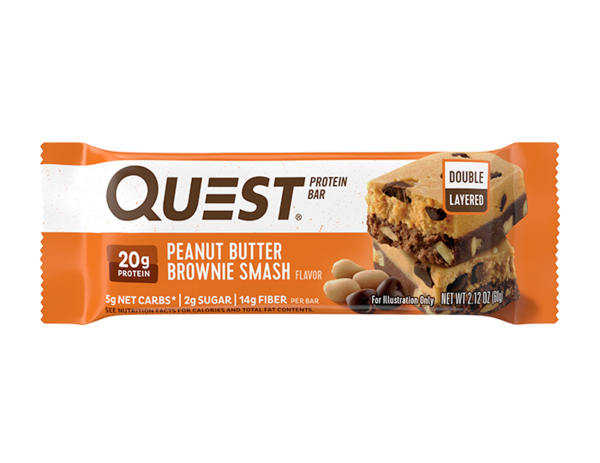 QUEST® PROTEIN BAR
DOUBLE
LAYERED
20g PROTEIN
PEANUT BUTTER
BROWNIE SMASH FLAVOR
5g NET CARBS* | 2g SUGAR | 14g FIBER PER BAR
SEE NUTRITION FACTS FOR CALORIES AND TOTAL FAT CONTENTS.
For Illustration Only
NET WT 2.12 OZ (60g)